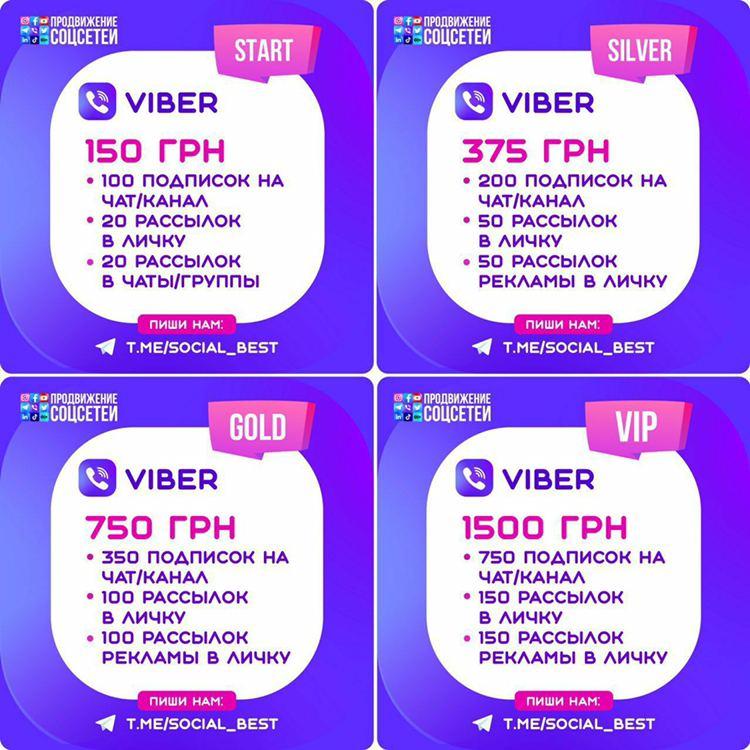 ПРОДВИЖЕНИЕ
СОЦСЕТЕЙ
START
VIBER
150 ГРН
• 100 ПОДПИСОК НА
ЧАТ/КАНАЛ
• 20 РАССЫЛОК
В ЛИЧКУ
• 20 РАССЫЛОК
В ЧАТЫ/ГРУППЫ
ПИШИ НАМ:
T.ME/SOCIAL_BEST
ПРОДВИЖЕНИЕ
СОЦСЕТЕЙ
SILVER
VIBER
375 ГРН
• 200 ПОДПИСОК НА
ЧАТ/КАНАЛ
• 50 РАССЫЛОК
В ЛИЧКУ
• 50 РАССЫЛОК
РЕКЛАМЫ В ЛИЧКУ
ПИШИ НАМ:
T.ME/SOCIAL_BEST
ПРОДВИЖЕНИЕ
СОЦСЕТЕЙ
GOLD
VIBER
750 ГРН
• 350 ПОДПИСОК НА
ЧАТ/КАНАЛ
• 100 РАССЫЛОК
В ЛИЧКУ
• 100 РАССЫЛОК
РЕКЛАМЫ В ЛИЧКУ
ПИШИ НАМ:
T.ME/SOCIAL_BEST
ПРОДВИЖЕНИЕ
СОЦСЕТЕЙ
VIP
VIBER
1500 ГРН
• 750 ПОДПИСОК НА
ЧАТ/КАНАЛ
• 150 РАССЫЛОК
В ЛИЧКУ
• 150 РАССЫЛОК
РЕКЛАМЫ В ЛИЧКУ
ПИШИ НАМ:
T.ME/SOCIAL_BEST